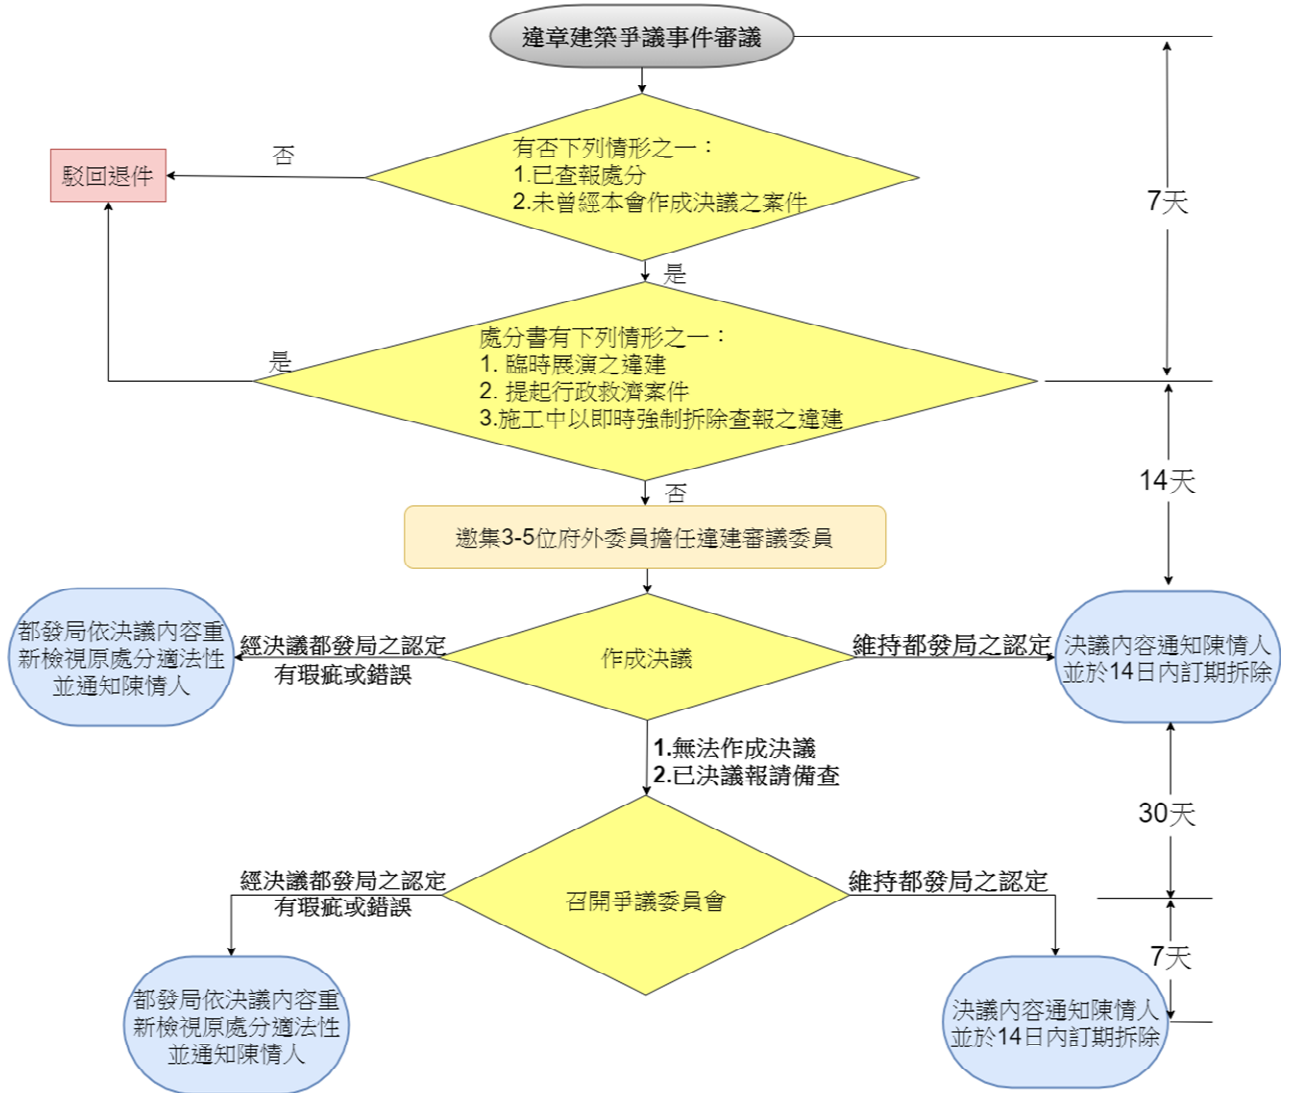 違章建築爭議事件審議
有否下列情形之一：
1.已查報處分
2.未曾經本會作成決議之案件
否
駁回退件
7天
是
處分書有下列情形之一：
1. 臨時展演之違建
2. 提起行政救濟案件
3.施工中以即時強制拆除查報之違建
是
14天
否
邀集3-5位府外委員擔任違建審議委員
都發局依決議內容重
新檢視原處分適法性
並通知陳情人
經決議都發局之認定
有瑕疵或錯誤
作成決議
維持都發局之認定
決議內容通知陳情人
並於14日內訂期拆除
1.無法作成決議
2.已決議報請備查
30天
經決議都發局之認定
有瑕疵或錯誤
召開爭議委員會
維持都發局之認定
7天
都發局依決議內容重
新檢視原處分適法性
並通知陳情人
決議內容通知陳情人
並於14日內訂期拆除